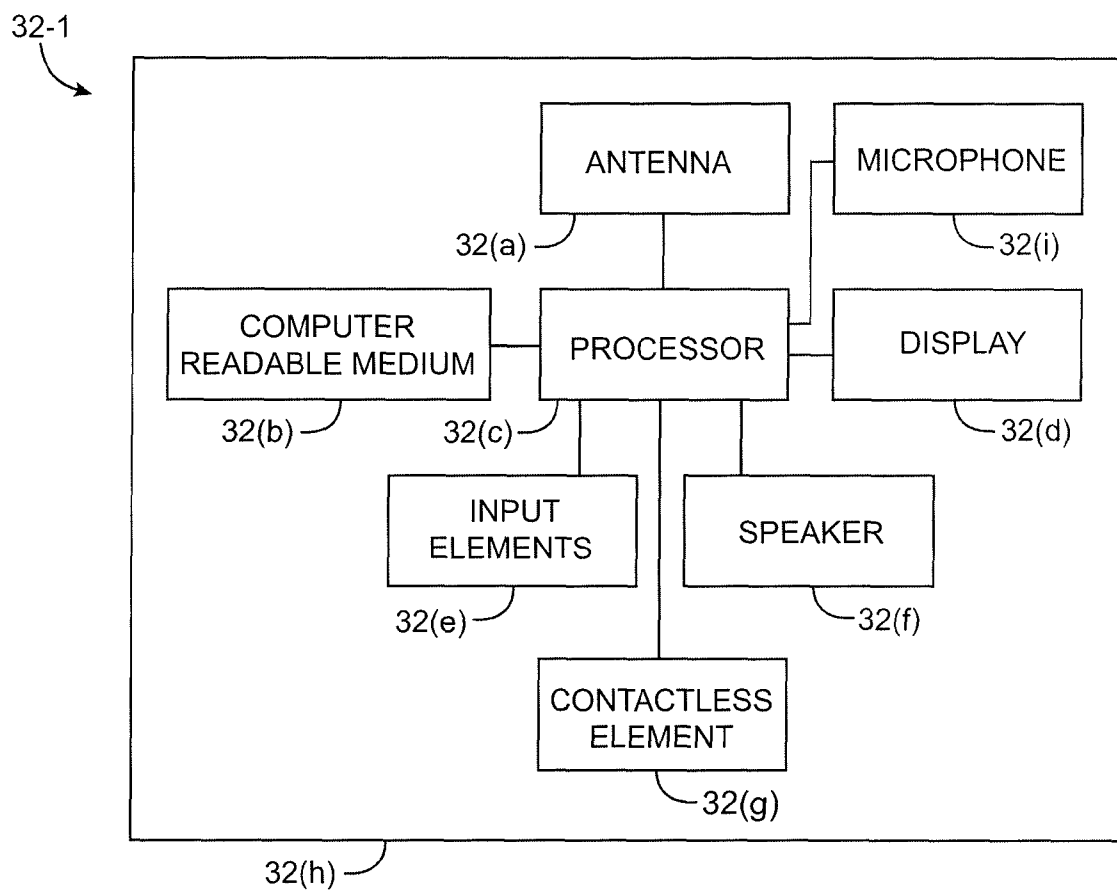 32-1
ANTENNA
32(a)
MICROPHONE
32(i)
COMPUTER
READABLE MEDIUM
32(b)
PROCESSOR
32(c)
DISPLAY
32(d)
INPUT
ELEMENTS
32(e)
SPEAKER
32(f)
CONTACTLESS
ELEMENT
32(g)
32(h)